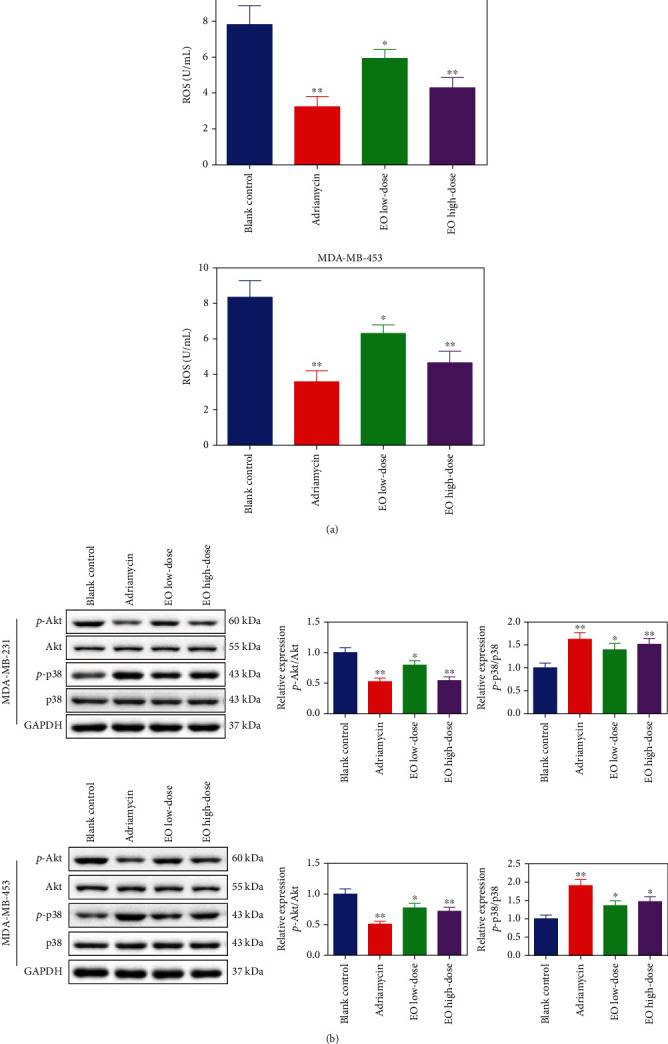 8
6
4
2
0
ROS (U/mL)
*
**
**
Blank control
Adriamycin
EO low-dose
EO high-dose
MDA-MB-453
10
8
6
4
2
0
ROS (U/mL)
**
*
**
Blank control
Adriamycin
EO low-dose
EO high-dose
(a)
MDA-MB-231
Blank control
Adriamycin
EO low-dose
EO high-dose
p-Akt 60 kDa
Akt 55 kDa
p-p38 43 kDa
p38 43 kDa
GAPDH 37 kDa
Relative expression
p-Akt/Akt
1.5
1.0
0.5
0.0
**
*
**
Blank control
Adriamycin
EO low-dose
EO high-dose
Relative expression
p-p38/p38
2.0
1.5
1.0
0.5
0.0
**
*
**
Blank control
Adriamycin
EO low-dose
EO high-dose
MDA-MB-453
Blank control
Adriamycin
EO low-dose
EO high-dose
p-Akt 60 kDa
Akt 55 kDa
p-p38 43 kDa
p38 43 kDa
GAPDH 37 kDa
Relative expression
p-Akt/Akt
1.5
1.0
0.5
0.0
**
*
**
Blank control
Adriamycin
EO low-dose
EO high-dose
Relative expression
p-p38/p38
2.5
2.0
1.5
1.0
0.5
0.0
**
*
*
Blank control
Adriamycin
EO low-dose
EO high-dose
(b)